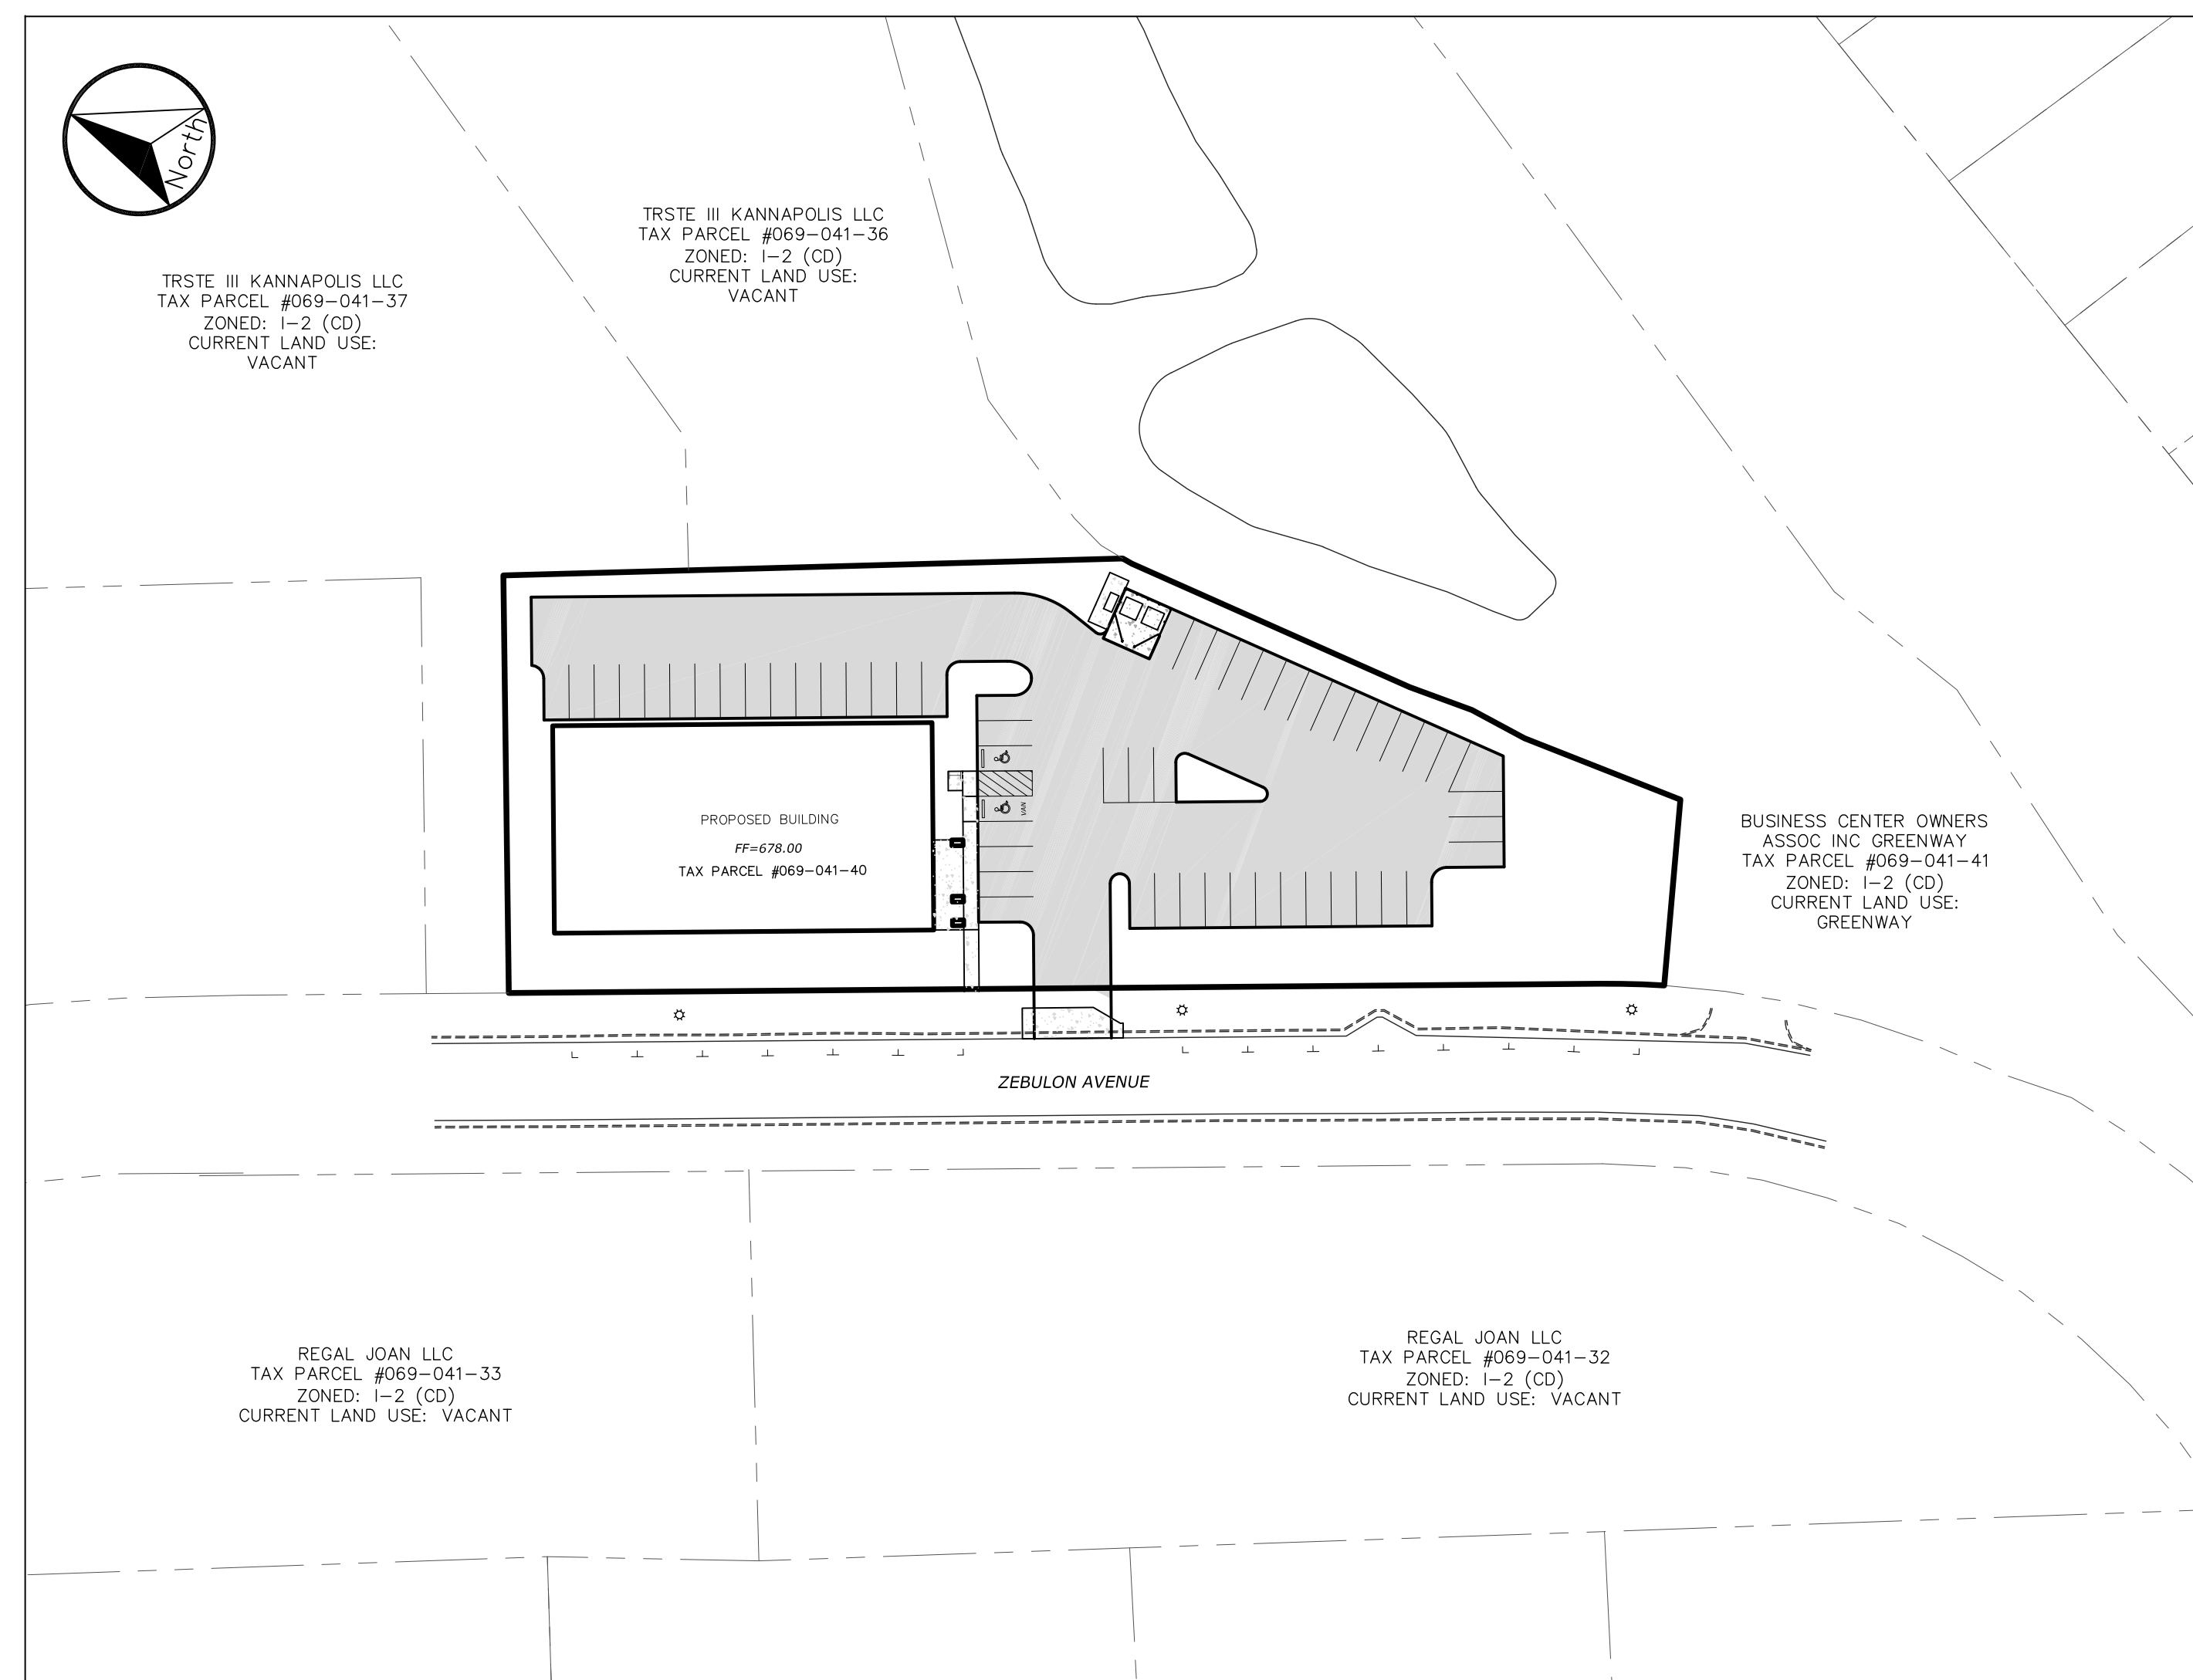 North
TRSTE III KANNAPOLIS LLC
TAX PARCEL #069-041-36
ZONED: I-2 (CD)
CURRENT LAND USE:
VACANT
TRSTE III KANNAPOLIS LLC
TAX PARCEL #069-041-37
ZONED: I-2 (CD)
CURRENT LAND USE:
VACANT
VAN
PROPOSED BUILDING
FF=678.00
TAX PARCEL #069-041-40
BUSINESS CENTER OWNERS
ASSOC INC GREENWAY
TAX PARCEL #069-041-41
ZONED: I-2 (CD)
CURRENT LAND USE:
GREENWAY
ZEBULON AVENUE
REGAL JOAN LLC
TAX PARCEL #069-041-33
ZONED: I-2 (CD)
CURRENT LAND USE: VACANT
REGAL JOAN LLC
TAX PARCEL #069-041-32
ZONED: I-2 (CD)
CURRENT LAND USE: VACANT